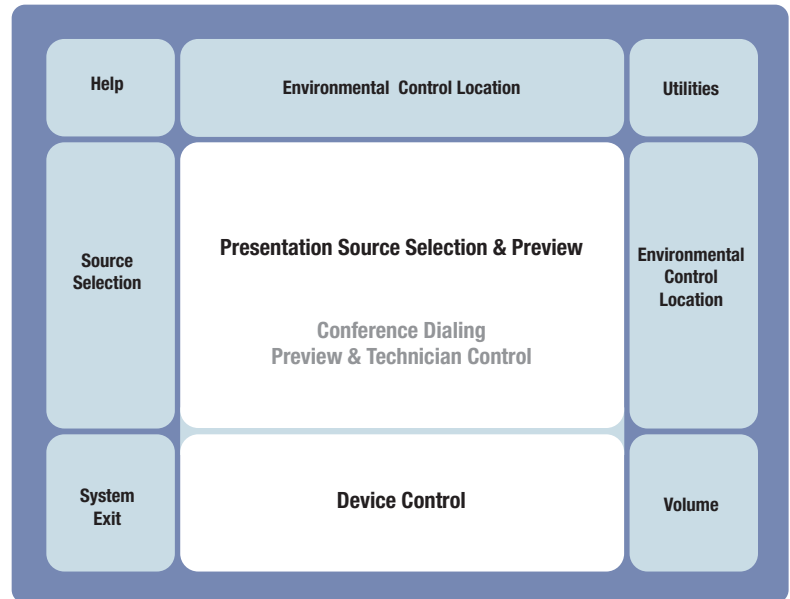 Help
Environmental Control Location
Utilities
Source
Selection
Presentation Source Selection & Preview
Conference Dialing
Preview & Technician Control
Environmental
Control
Location
System
Exit
Device Control
Volume